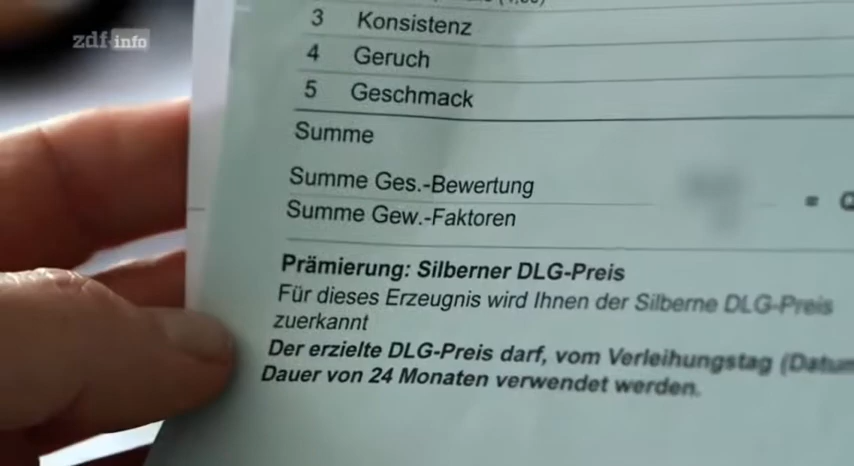 zdf info
3 Konsistenz
4 Geruch
5 Geschmack
Summe
Summe Ges.-Bewertung
Summe Gew.-Faktoren
=
Prämierung: Silberner DLG-Preis
Für dieses Erzeugnis wird Ihnen der Silberne DLG-Preis
zuerkannt
Der erzielte DLG-Preis darf, vom Verleihungstag (Datum
Dauer von 24 Monaten verwendet werden.